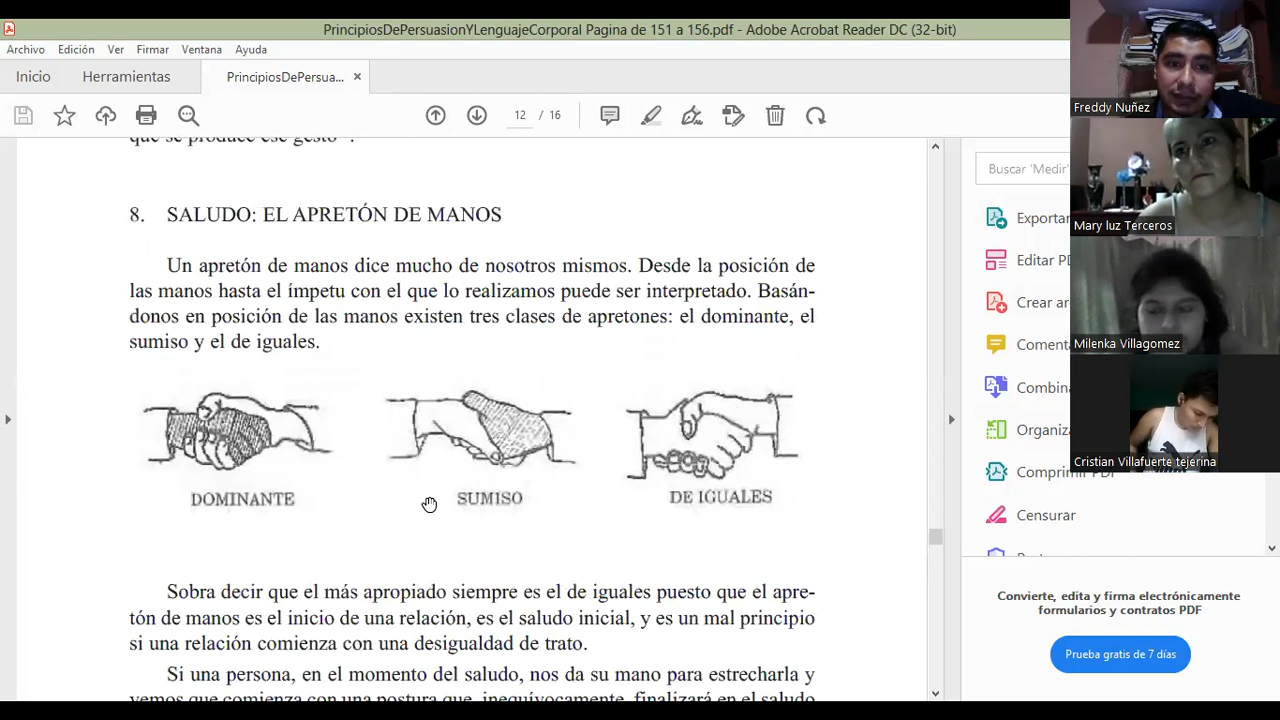 PrincipiosDePersuasionYLenguajeCorporal Pagina de 151 a 156.pdf - Adobe Acrobat Reader DC (32-bit)
Archivo Edición Ver Firmar Ventana Ayuda
Inicio Herramientas PrincipiosDePersua... ×
12 / 16
que se produce ese gesto".
8. SALUDO: EL APRETÓN DE MANOS
Un apretón de manos dice mucho de nosotros mismos. Desde la posición de
las manos hasta el ímpetu con el que lo realizamos puede ser interpretado. Basán-
donos en posición de las manos existen tres clases de apretones: el dominante, el
sumiso y el de iguales.
DOMINANTE SUMISO DE IGUALES
Sobra decir que el más apropiado siempre es el de iguales puesto que el apre-
tón de manos es el inicio de una relación, es el saludo inicial, y es un mal principio
si una relación comienza con una desigualdad de trato.
Si una persona, en el momento del saludo, nos da su mano para estrecharla y
vemos que comienza con una postura que, inequívocamente, finalizará en el saludo
Buscar 'Medir'
Exportar
Editar PD
Crear ar
Coment
Combina
Organiza
Comprimir PDF
Censurar
Convierte, edita y firma electrónicamente
formularios y contratos PDF
Prueba gratis de 7 días
Freddy Nuñez
Mary luz Terceros
Milenka Villagomez
Cristian Villafuerte tejerina